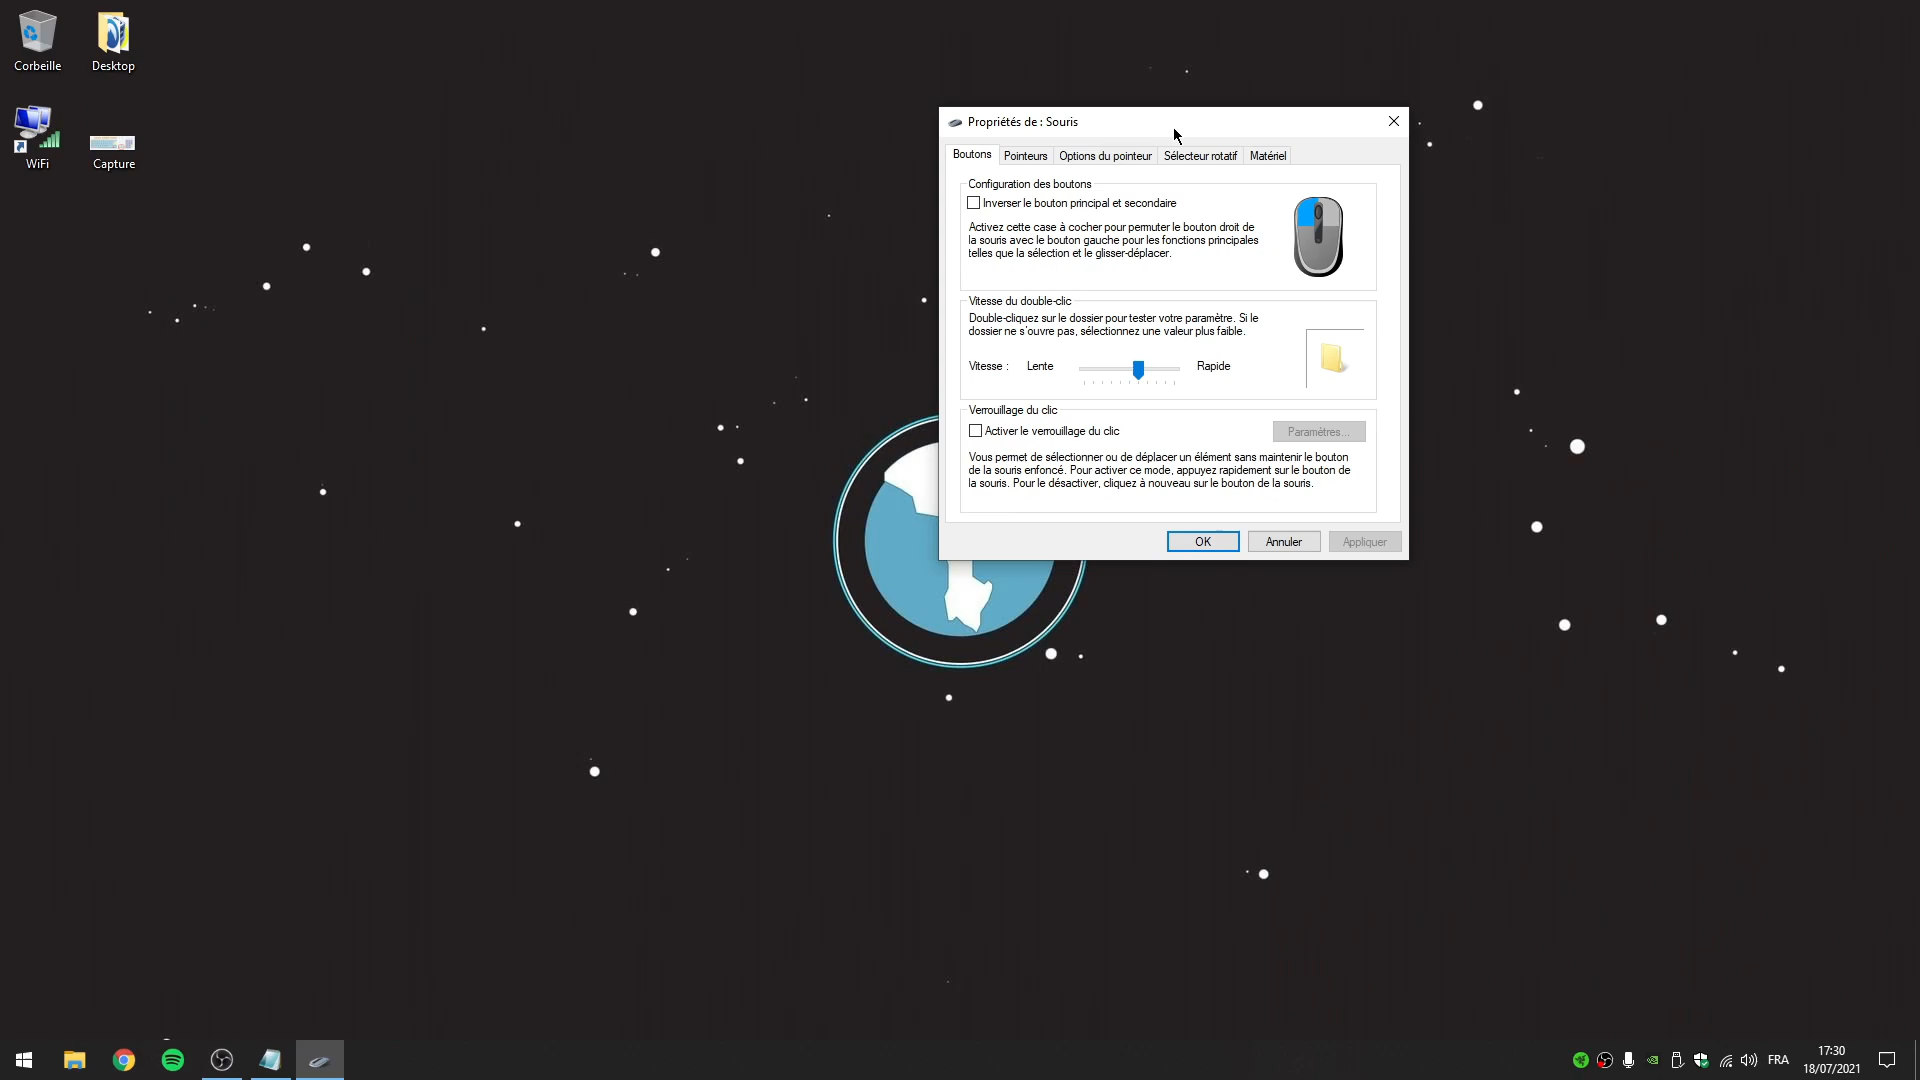 Corbeille
Desktop
WiFi
Capture
Propriétés de : Souris
Boutons
Pointeurs
Options du pointeur
Sélecteur rotatif
Matériel
Configuration des boutons
Inverser le bouton principal et secondaire
Activez cette case à cocher pour permuter le bouton droit de
la souris avec le bouton gauche pour les fonctions principales
telles que la sélection et le glisser-déplacer.
Vitesse du double-clic
Double-cliquez sur le dossier pour tester votre paramètre. Si le
dossier ne s'ouvre pas, sélectionnez une valeur plus faible.
Vitesse : Lente Rapide
Verrouillage du clic
Activer le verrouillage du clic
Paramètres...
Vous permet de sélectionner ou de déplacer un élément sans maintenir le bouton
de la souris enfoncé. Pour activer ce mode, appuyez rapidement sur le bouton de
la souris. Pour le désactiver, cliquez à nouveau sur le bouton de la souris.
OK
Annuler
Appliquer
FRA
17:30
18/07/2021